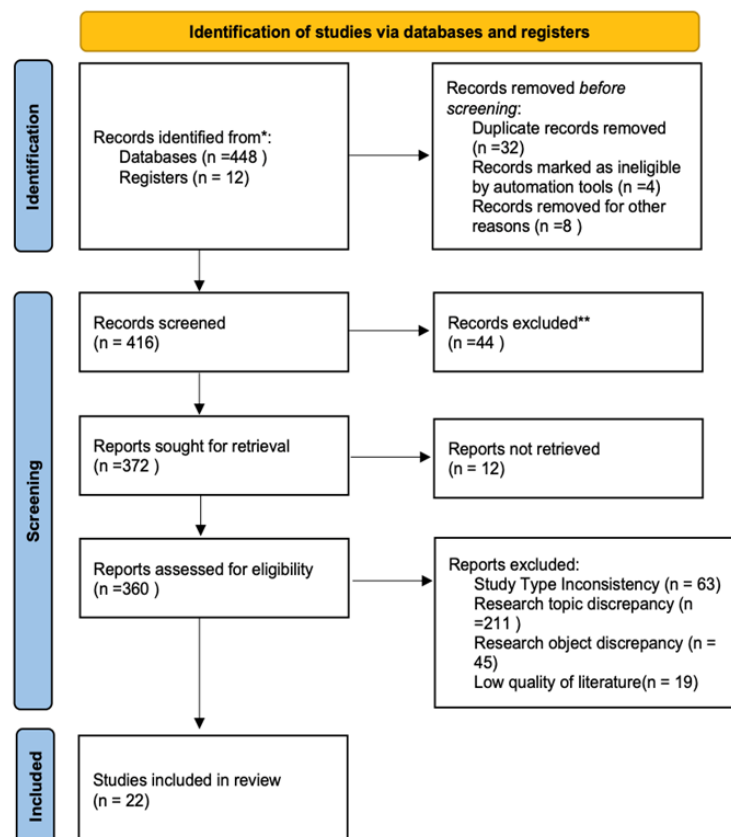 Identification of studies via databases and registers
Identification
Records identified from*:
Databases (n =448 )
Registers (n = 12)
Records removed before
screening:
Duplicate records removed
(n =32)
Records marked as ineligible
by automation tools (n =4)
Records removed for other
reasons (n =8 )
Screening
Records screened
(n = 416)
Records excluded**
(n =44 )
Reports sought for retrieval
(n =372 )
Reports not retrieved
(n = 12)
Reports assessed for eligibility
(n =360 )
Reports excluded:
Study Type Inconsistency (n = 63)
Research topic discrepancy (n
=211 )
Research object discrepancy (n =
45)
Low quality of literature(n = 19)
Included
Studies included in review
(n = 22)